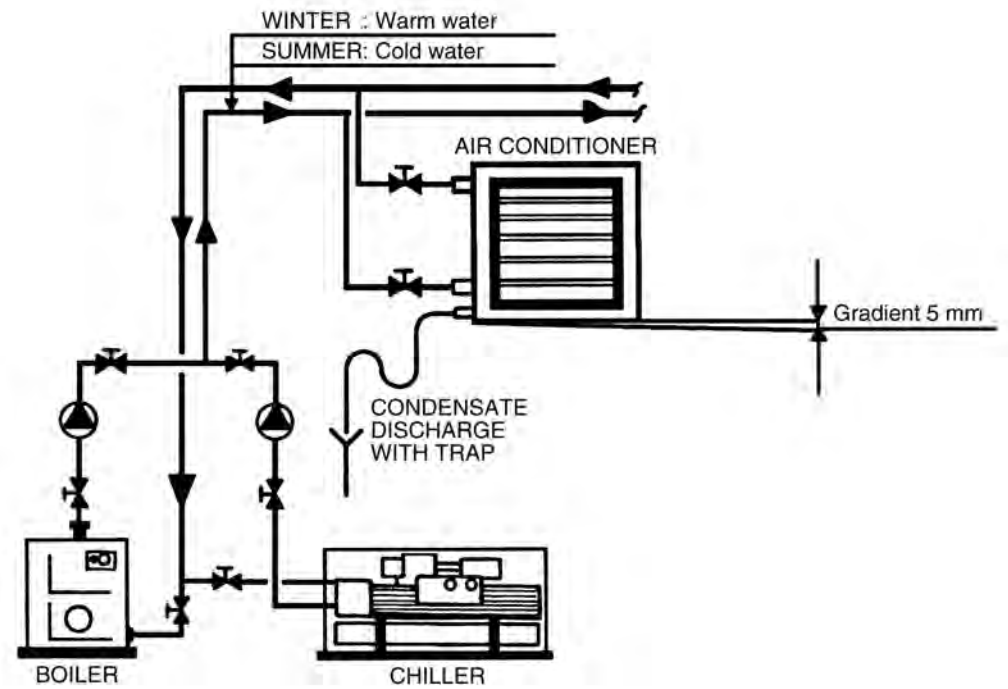 WINTER : Warm water
SUMMER: Cold water
AIR CONDITIONER
Gradient 5 mm
CONDENSATE
DISCHARGE
WITH TRAP
BOILER
CHILLER